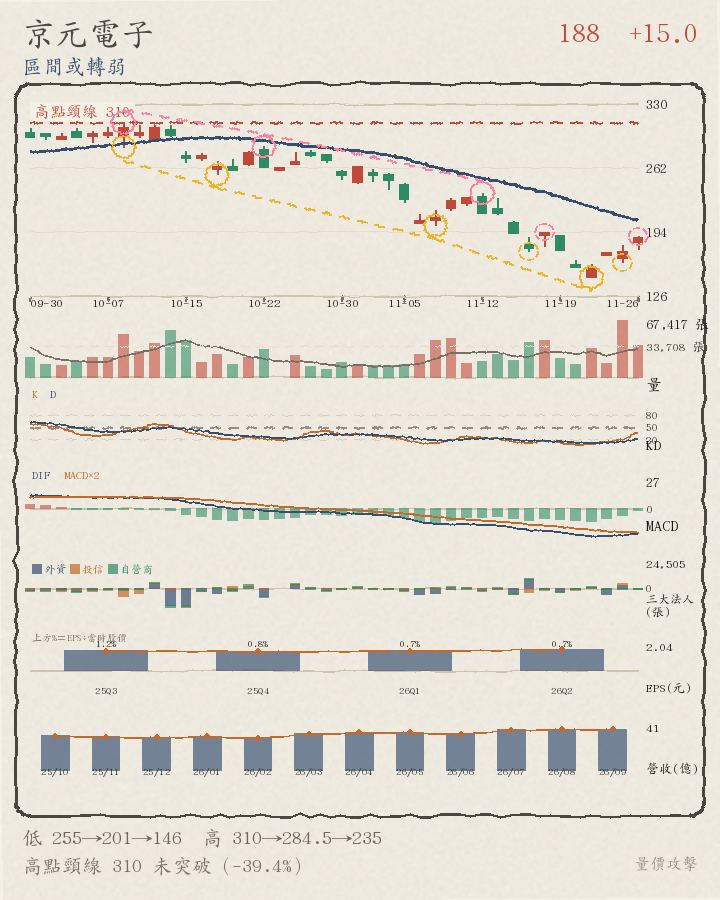 京元電子
188 +15.0
區間或轉弱
高點頸線 310
330
262
194
126
09-30 10-07 10-15 10-22 10-30 11-05 11-12 11-19 11-26
67,417 張
33,708 張
量
K D
80
50
20
KD
DIF MACD×2
27
0
MACD
外資 投信 自營商
24,505
0
三大法人
(張)
上方%=EPS÷當時股價
1.2% 0.8% 0.7% 0.7%
2.04
25Q3 25Q4 26Q1 26Q2
EPS(元)
41
25/10 25/11 25/12 26/01 26/02 26/03 26/04 26/05 26/06 26/07 26/08 26/09
營收(億)
低 255→201→146 高 310→284.5→235
高點頸線 310 未突破 (-39.4%)
量價攻擊